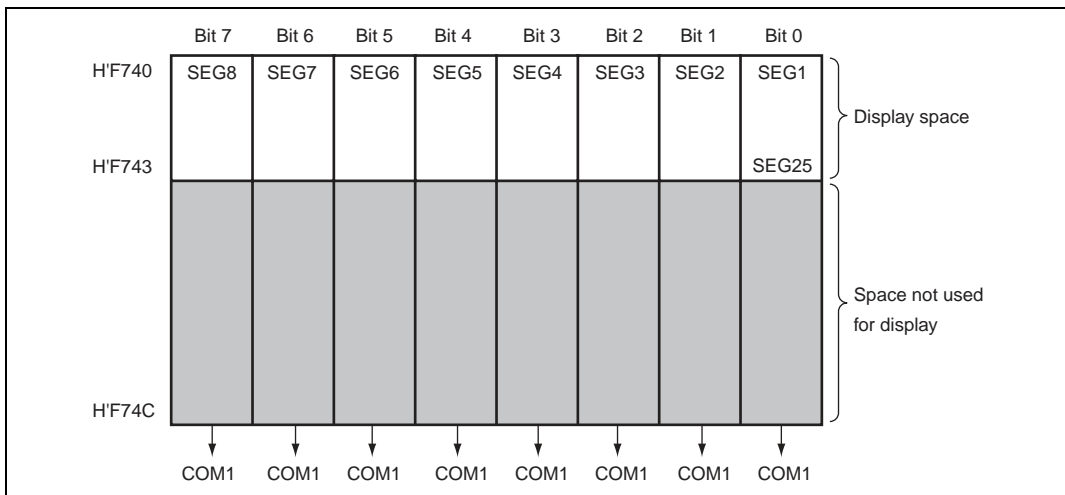 Bit 7 Bit 6 Bit 5 Bit 4 Bit 3 Bit 2 Bit 1 Bit 0
H'F740 SEG8 SEG7 SEG6 SEG5 SEG4 SEG3 SEG2 SEG1
Display space
H'F743 SEG25
Space not used
for display
H'F74C
COM1 COM1 COM1 COM1 COM1 COM1 COM1 COM1